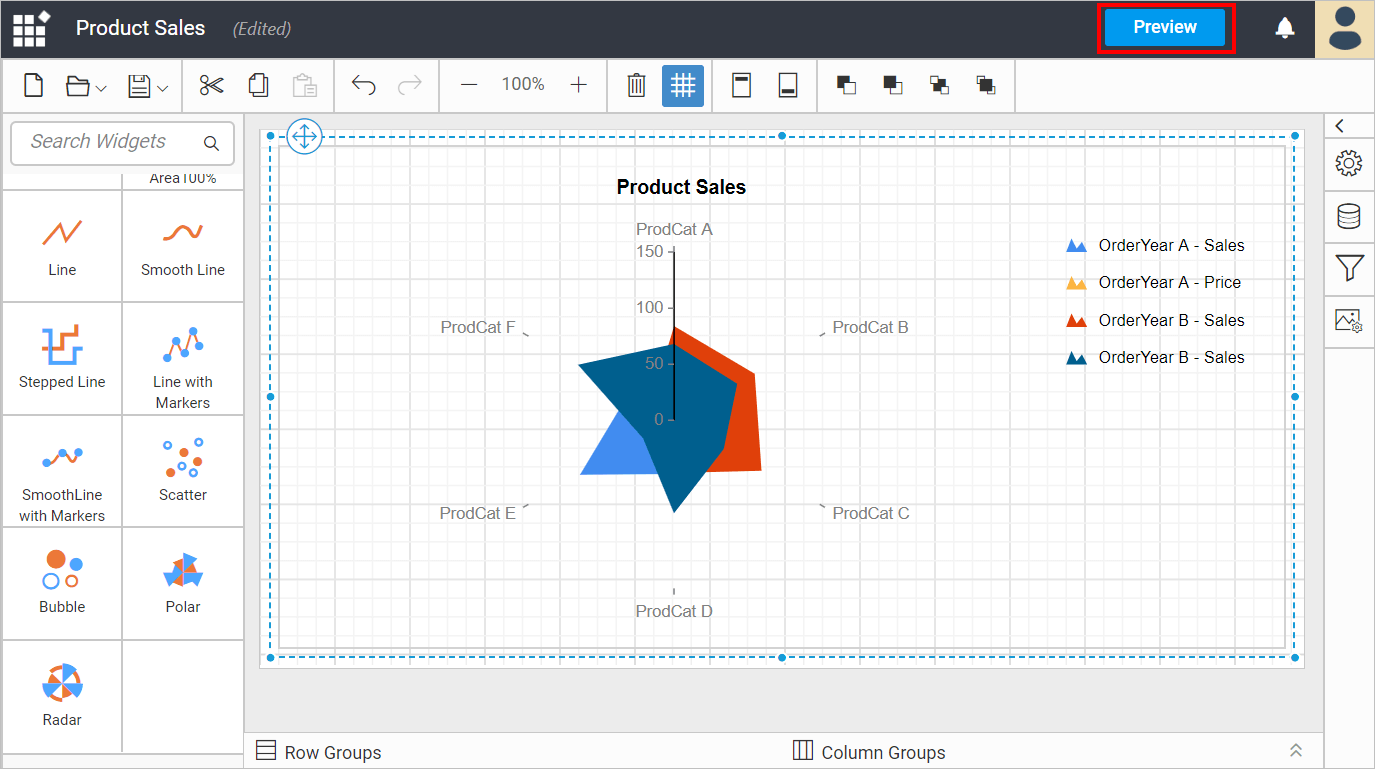 Product Sales (Edited) Preview
100%
Search Widgets
Area100%
Line Smooth Line
Stepped Line Line with
Markers
SmoothLine
with Markers Scatter
Bubble Polar
Radar
Product Sales
ProdCat A
150
100
50
0
ProdCat F
ProdCat B
ProdCat E
ProdCat C
ProdCat D
OrderYear A - Sales
OrderYear A - Price
OrderYear B - Sales
OrderYear B - Sales
Row Groups
Column Groups